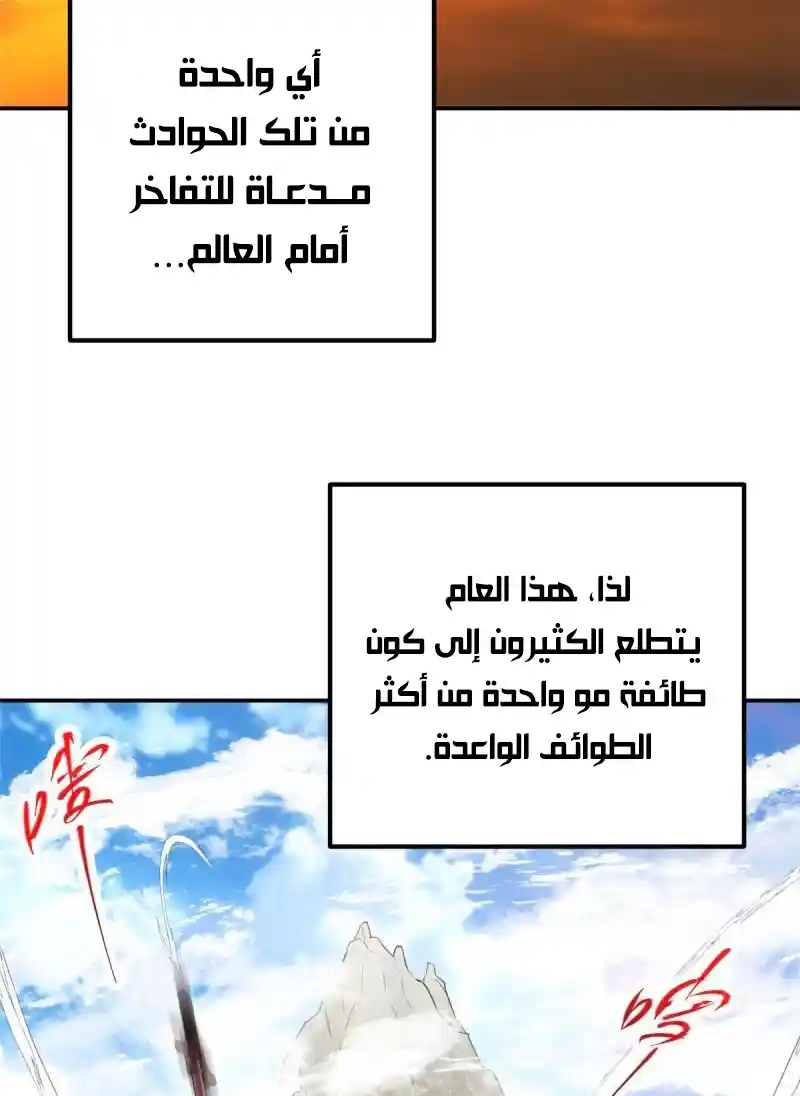 أي واحدة
من تلك الحوادث
مدعاة للتفاخر
أمام العالم...
لذا، هذا العام
يتطلع الكثيرون إلى كون
طائفة مو واحدة من أكثر
الطوائف الواعدة.